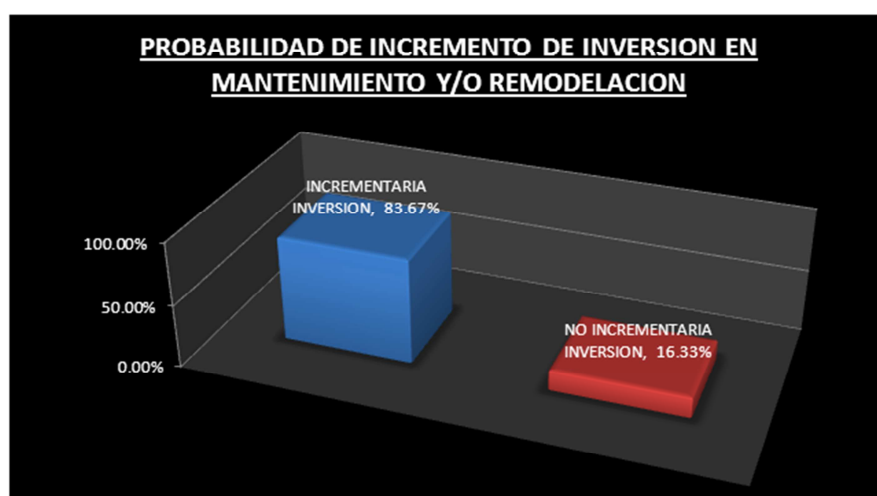 PROBABILIDAD DE INCREMENTO DE INVERSION EN
MANTENIMIENTO Y/O REMODELACION
INCREMENTARIA
INVERSION, 83.67%
100.00%
50.00%
0.00%
NO INCREMENTARIA
INVERSION, 16.33%